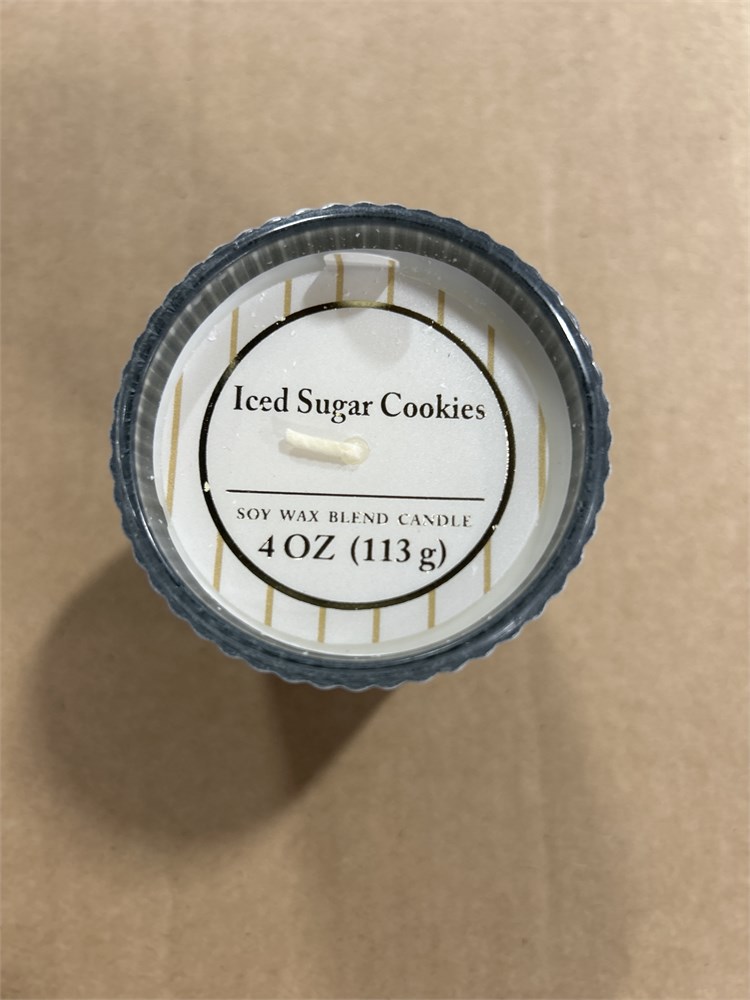 Iced Sugar Cookies
SOY WAX BLEND CANDLE
4 OZ (113 g)